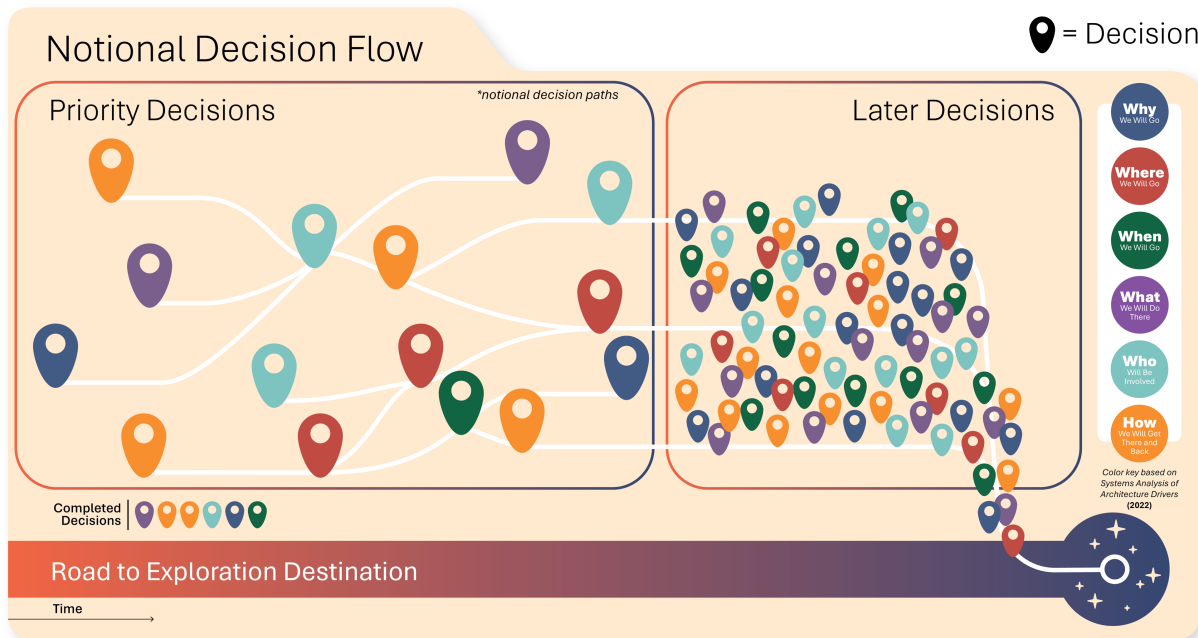 Notional Decision Flow
= Decision
Priority Decisions
*notional decision paths
Later Decisions
Why
We Will Go
Where
We Will Go
When
We Will Go
What
We Will Do
There
Who
Will Be
Involved
How
We Will Get
There and
Back
Color key based on
Systems Analysis of
Architecture Drivers
(2022)
Completed
Decisions
Road to Exploration Destination
Time